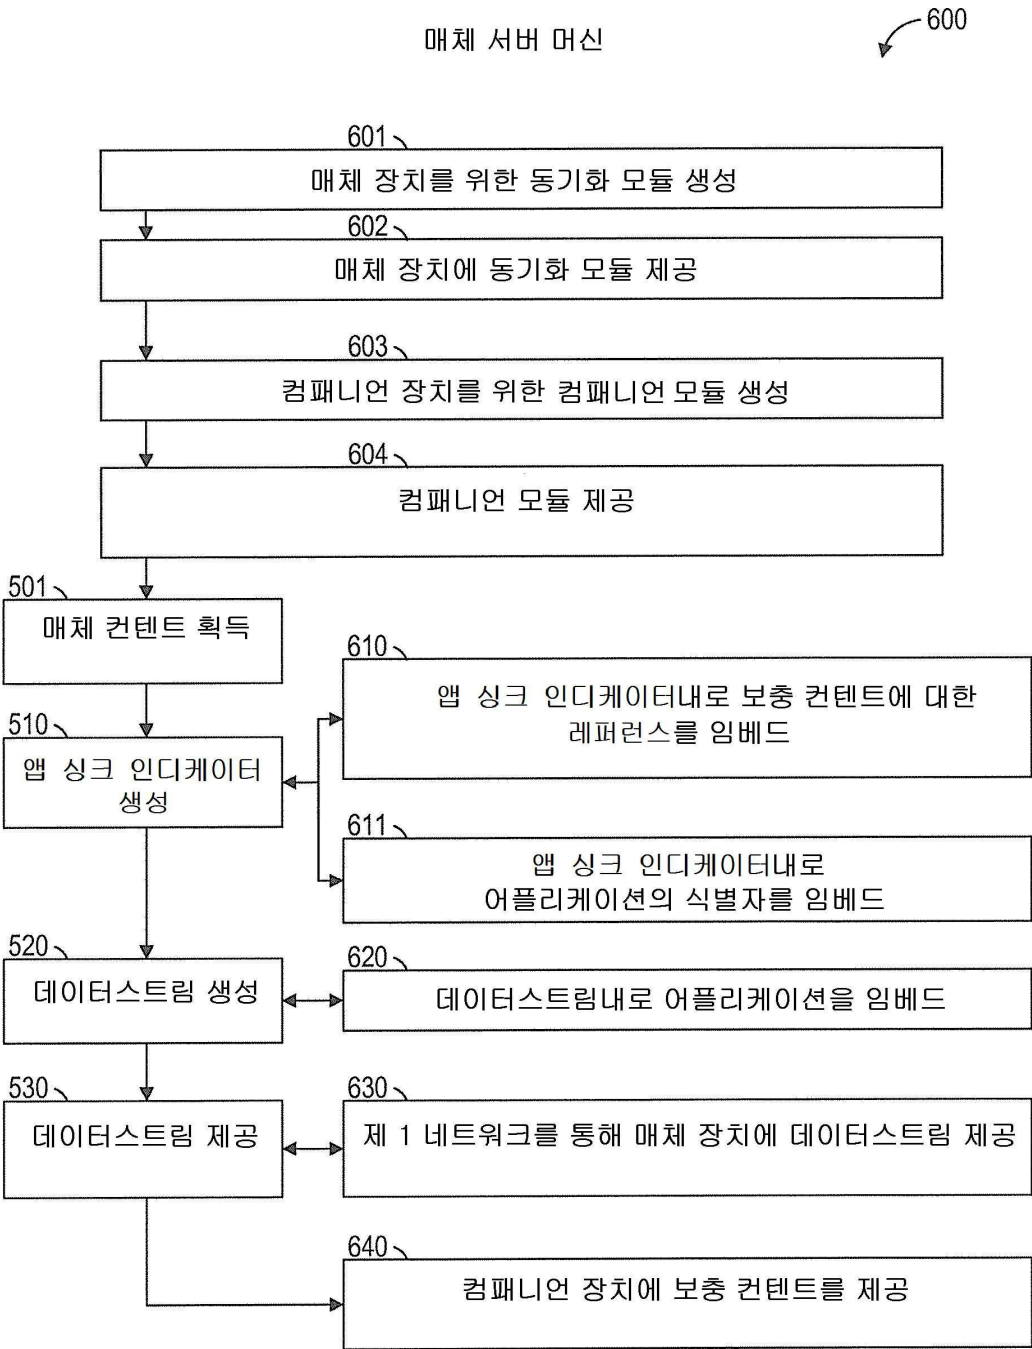 매체 서버 머신
600
601
매체 장치를 위한 동기화 모듈 생성
602
매체 장치에 동기화 모듈 제공
603
컴패니언 장치를 위한 컴패니언 모듈 생성
604
컴패니언 모듈 제공
501
매체 컨텐트 획득
610
앱 싱크 인디케이터내로 보충 컨텐트에 대한
레퍼런스를 임베드
510
앱 싱크 인디케이터
생성
611
앱 싱크 인디케이터내로
어플리케이션의 식별자를 임베드
520
데이터스트림 생성
620
데이터스트림내로 어플리케이션을 임베드
530
데이터스트림 제공
630
제 1 네트워크를 통해 매체 장치에 데이터스트림 제공
640
컴패니언 장치에 보충 컨텐트를 제공